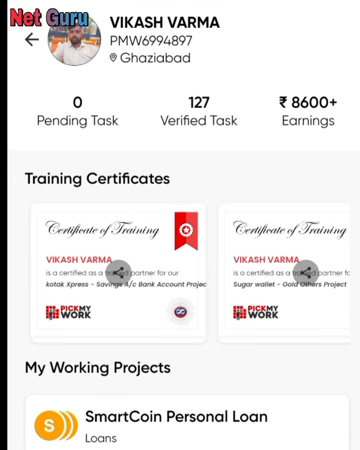 Net Guru
VIKASH VARMA
PMW6994897
Ghaziabad
0
127
₹ 8600+
Pending Task
Verified Task
Earnings
Training Certificates
Certificate of Training
VIKASH VARMA
is a certified as a trained partner for our
kotak Xpress - Savings A/c Bank Account Projec
PICKMY
WORK
Certificate of Training
VIKASH VARMA
is a certified as a trained partner fo
Sugar wallet - Gold Others Project
PICKMY
WORK
My Working Projects
S
SmartCoin Personal Loan
Loans